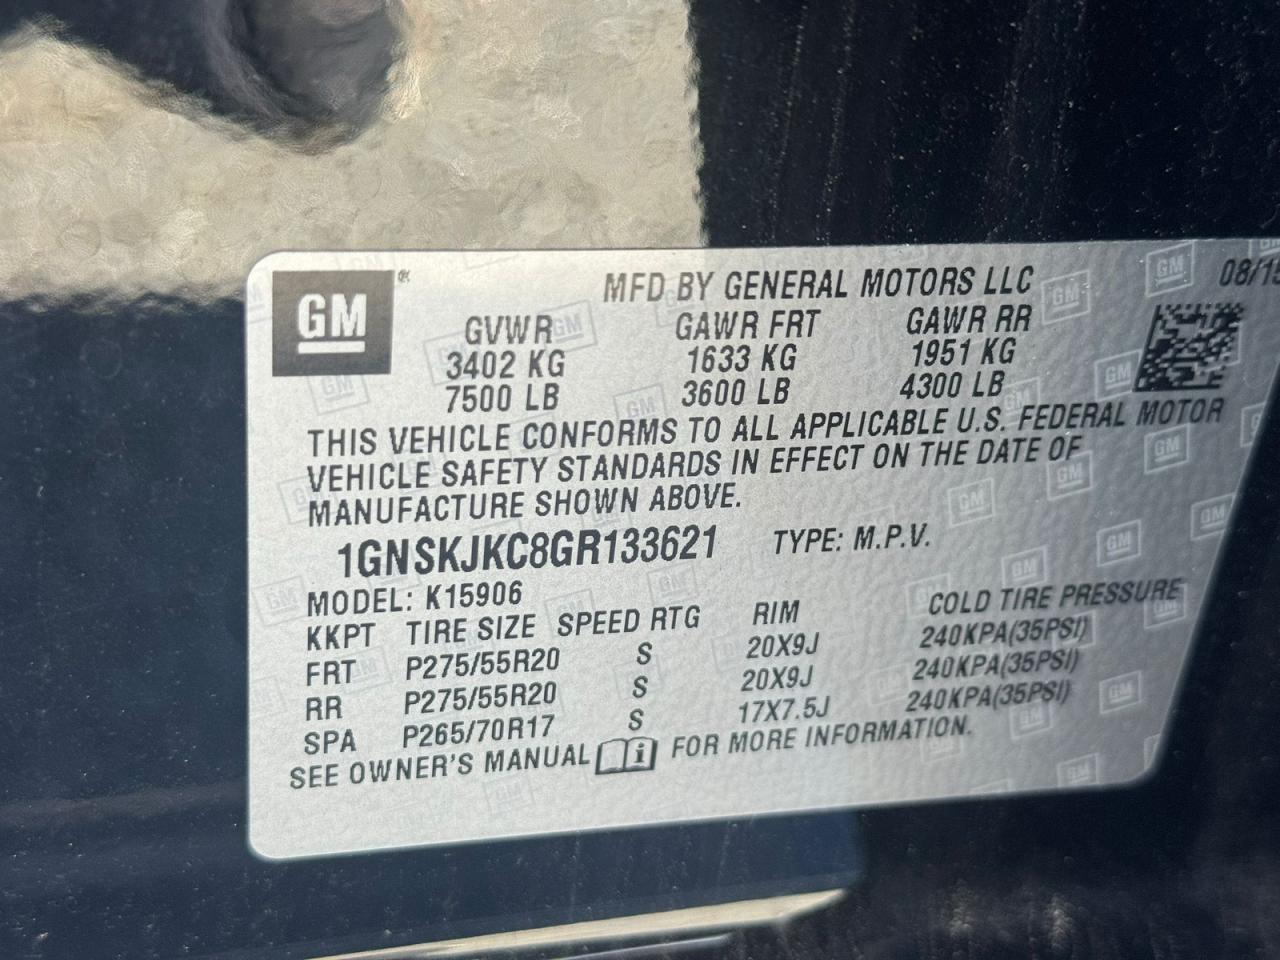 GM®
MFD BY GENERAL MOTORS LLC
08/15
GVWR GAWR FRT GAWR RR
3402 KG 1633 KG 1951 KG
7500 LB 3600 LB 4300 LB
THIS VEHICLE CONFORMS TO ALL APPLICABLE U.S. FEDERAL MOTOR
VEHICLE SAFETY STANDARDS IN EFFECT ON THE DATE OF
MANUFACTURE SHOWN ABOVE.
1GNSKJKC8GR133621 TYPE: M.P.V.
MODEL: K15906
KKPT TIRE SIZE SPEED RTG RIM COLD TIRE PRESSURE
FRT P275/55R20 S 20X9J 240KPA(35PSI)
RR P275/55R20 S 20X9J 240KPA(35PSI)
SPA P265/70R17 S 17X7.5J 240KPA(35PSI)
SEE OWNER'S MANUAL FOR MORE INFORMATION.